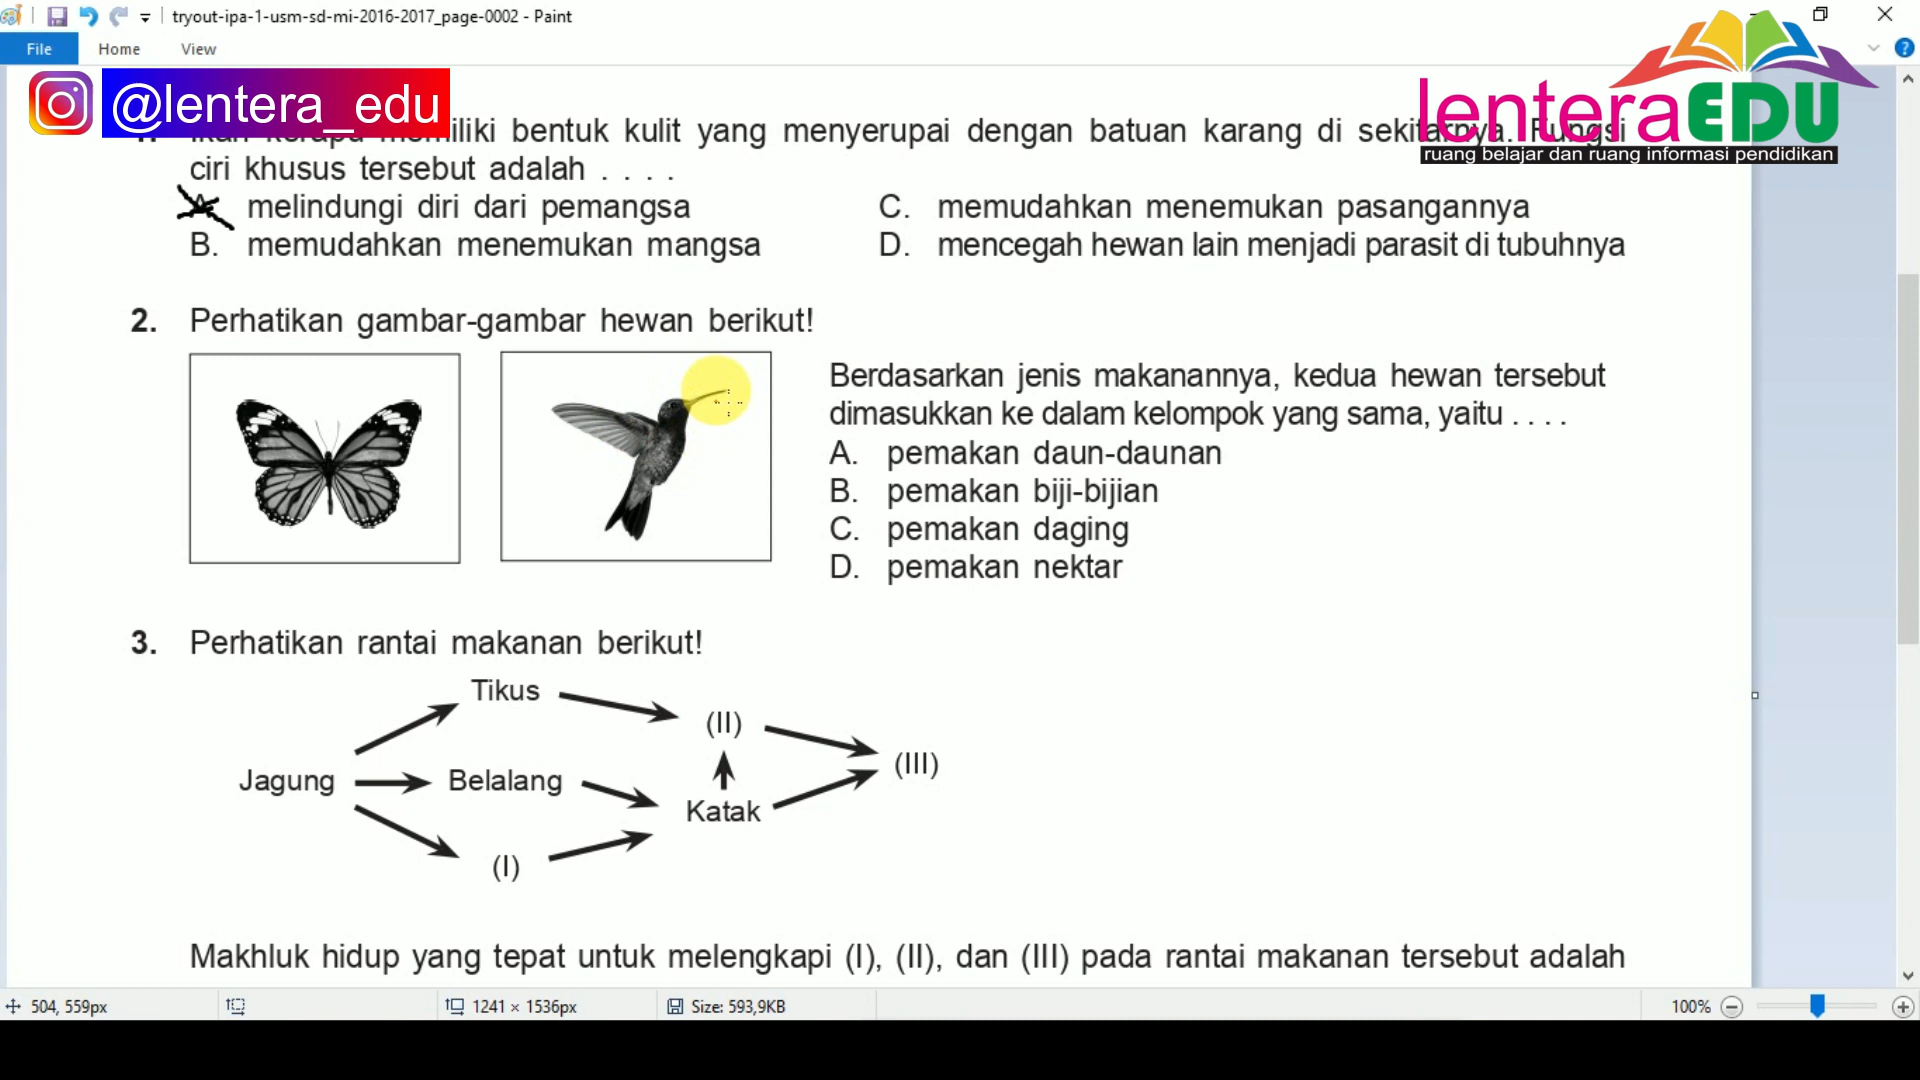 tryout-ipa-1-usm-sd-mi-2016-2017_page-0002 - Paint
File Home View
@lentera_edu
lenteraEDU
ruang belajar dan ruang informasi pendidikan
bentuk kulit yang menyerupai dengan batuan karang di sekitarnya. Fungsi
ciri khusus tersebut adalah . . . .
A. melindungi diri dari pemangsa
C. memudahkan menemukan pasangannya
B. memudahkan menemukan mangsa
D. mencegah hewan lain menjadi parasit di tubuhnya
2. Perhatikan gambar-gambar hewan berikut!
Berdasarkan jenis makanannya, kedua hewan tersebut
dimasukkan ke dalam kelompok yang sama, yaitu . . . .
A. pemakan daun-daunan
B. pemakan biji-bijian
C. pemakan daging
D. pemakan nektar
3. Perhatikan rantai makanan berikut!
Tikus
(II)
(III)
Jagung
Belalang
Katak
(I)
Makhluk hidup yang tepat untuk melengkapi (I), (II), dan (III) pada rantai makanan tersebut adalah
504, 559px
1241 × 1536px
Size: 593,9KB
100%